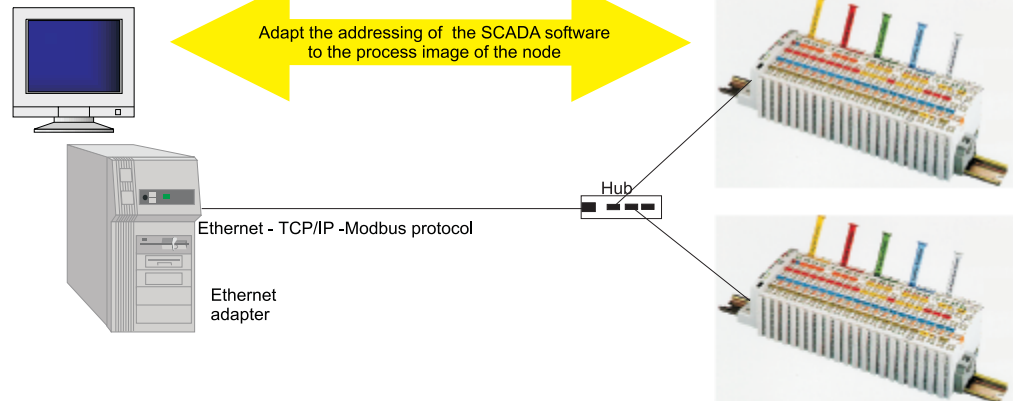 Adapt the addressing of the SCADA software
to the process image of the node
Hub
Ethernet - TCP/IP -Modbus protocol
Ethernet
adapter